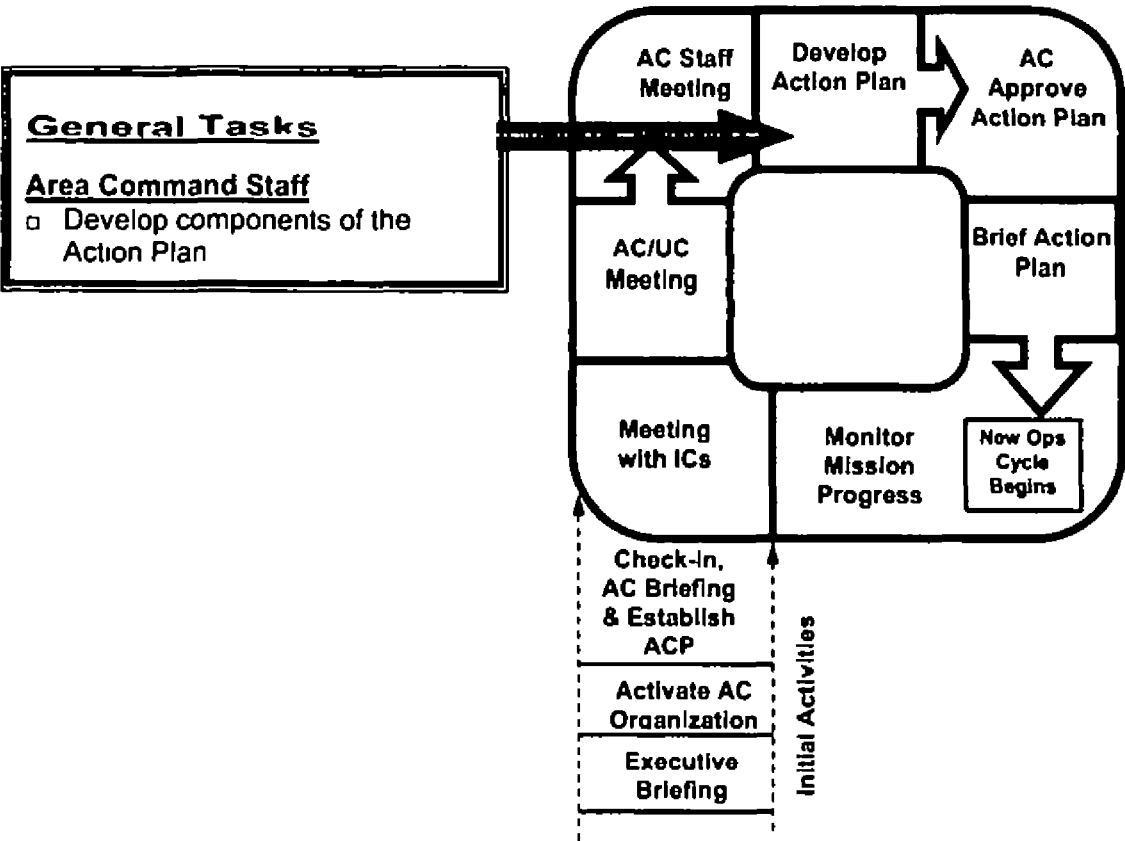 General Tasks
Area Command Staff
□ Develop components of the
Action Plan
AC Staff
Meeting
Develop
Action Plan
AC
Approve
Action Plan
AC/UC
Meeting
Brief Action
Plan
Meeting
with ICs
Monitor
Mission
Progress
New Ops
Cycle
Begins
Check-In,
AC Briefing
& Establish
ACP
Activate AC
Organization
Executive
Briefing
Initial Activities